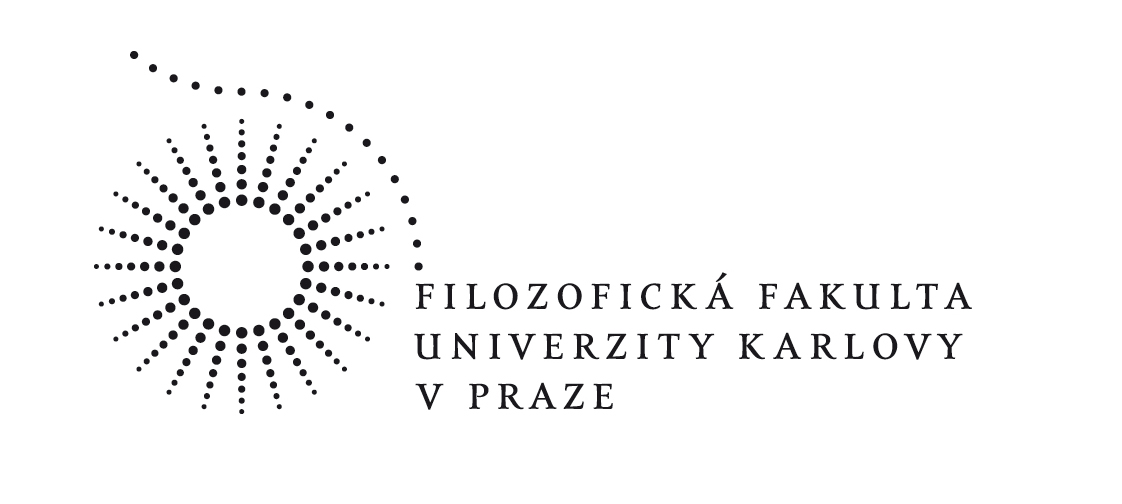 FILOZOFICKÁ FAKULTA
UNIVERZITY KARLOVY
V PRAZE